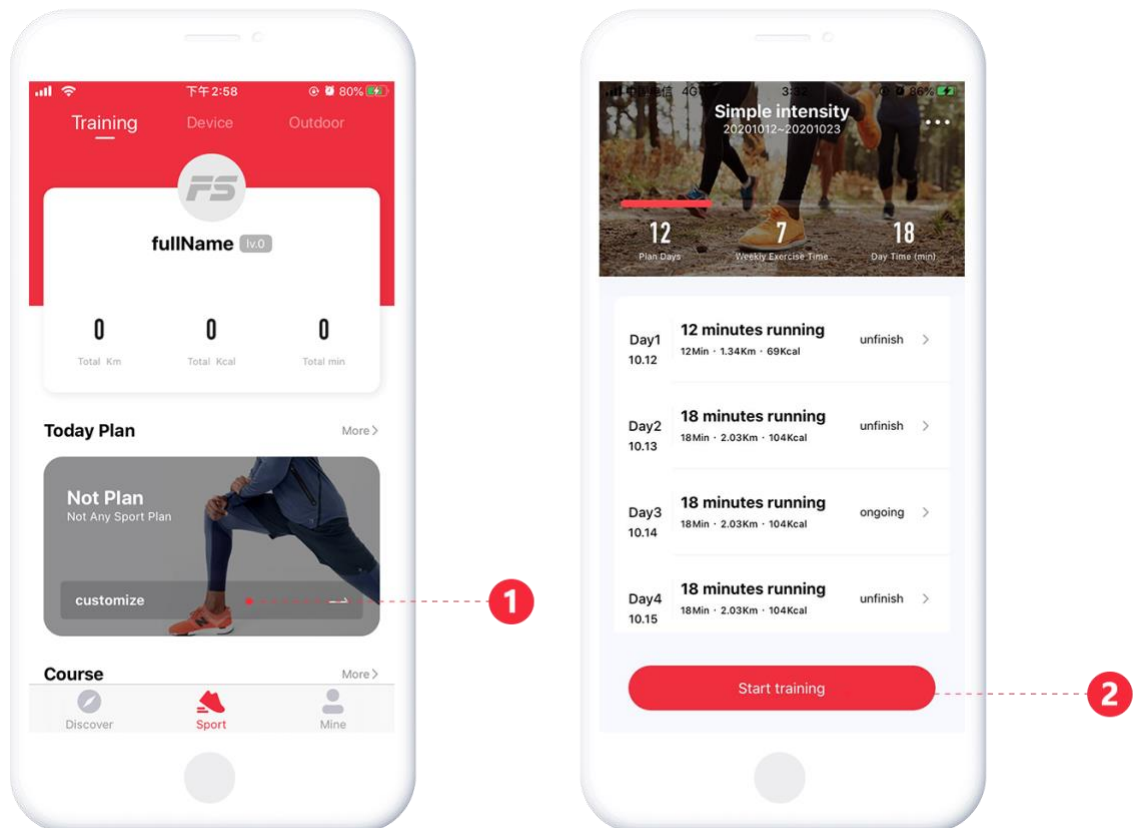 下午2:58
80%
Training Device Outdoor
FS
fullName lv.0
0 0 0
Total Km Total Kcal Total min
Today Plan More >
Not Plan
Not Any Sport Plan
customize
1
Course More >
Discover Sport Mine
4G 3:32 86%
Simple intensity
20201012~20201023
12 7 18
Plan Days Weekly Exercise Time Day Time (min)
Day1 12 minutes running unfinish >
10.12 12Min · 1.34Km · 69Kcal
Day2 18 minutes running unfinish >
10.13 18Min · 2.03Km · 104Kcal
Day3 18 minutes running ongoing >
10.14 18Min · 2.03Km · 104Kcal
Day4 18 minutes running unfinish >
10.15 18Min · 2.03Km · 104Kcal
Start training
2